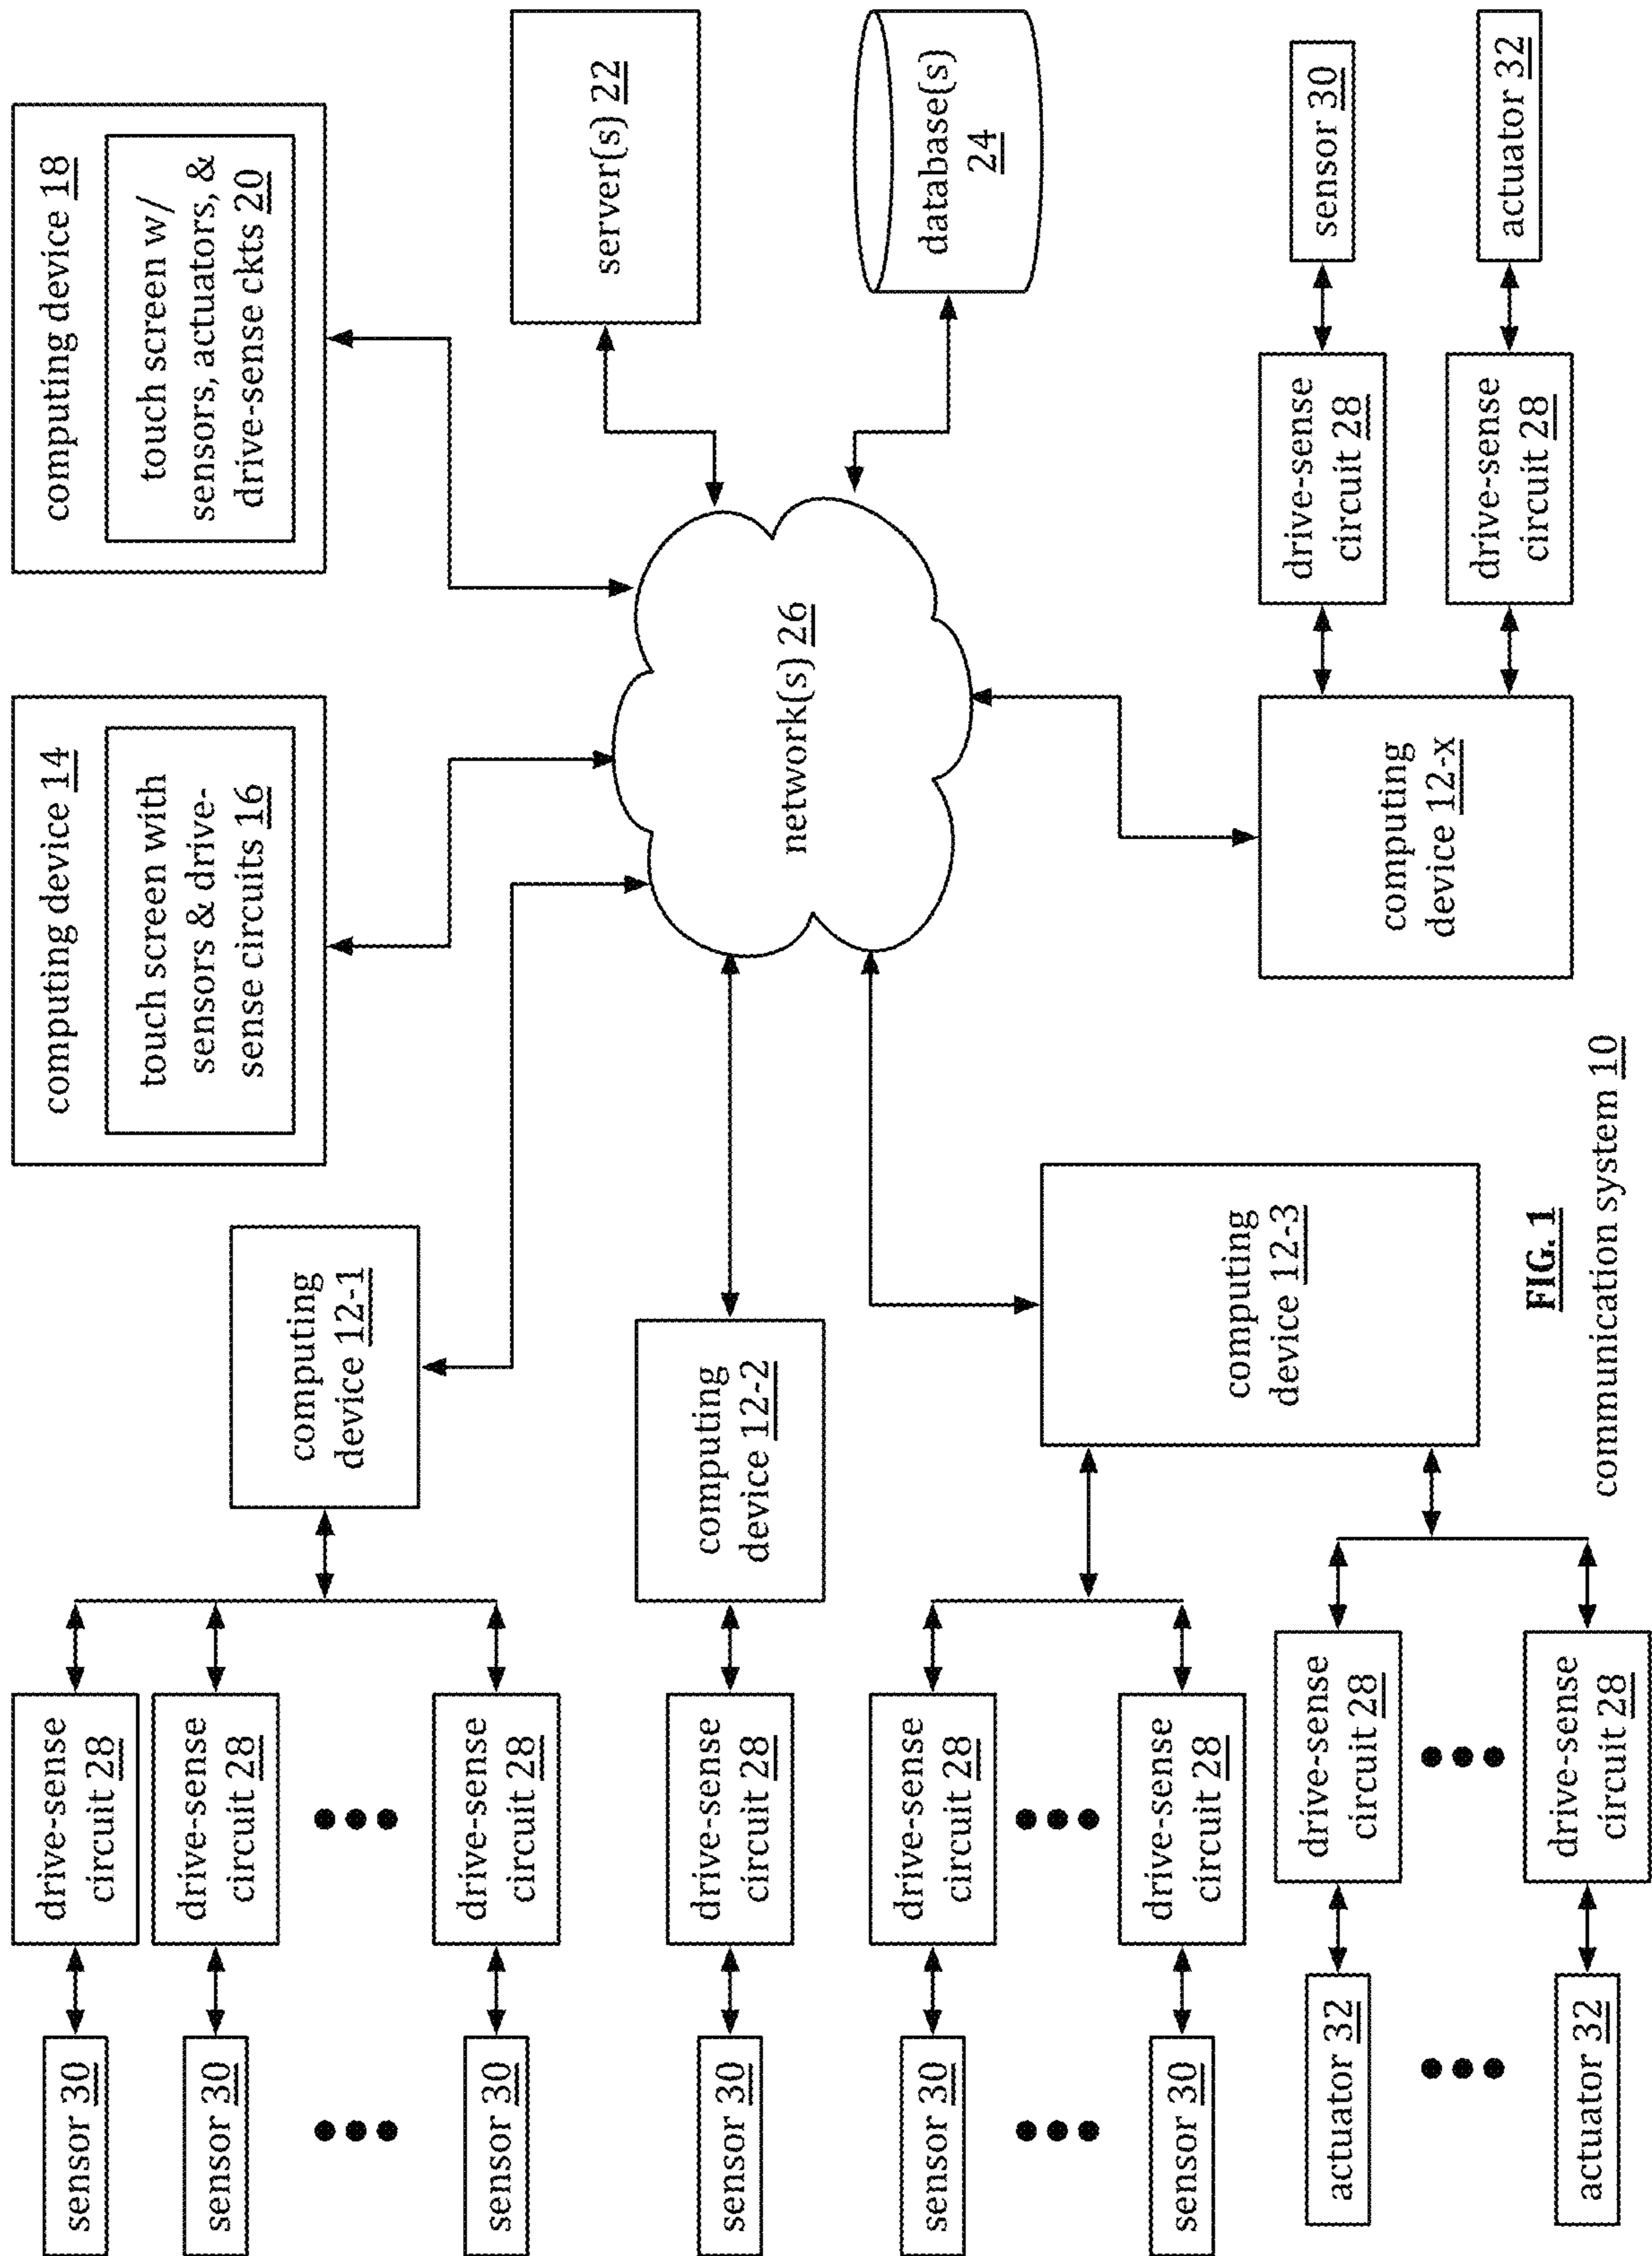 sensor 30
drive-sense
circuit 28
sensor 30
drive-sense
circuit 28
sensor 30
drive-sense
circuit 28
computing
device 12-1
computing device 14
touch screen with
sensors & drive-
sense circuits 16
computing device 18
touch screen w/
sensors, actuators, &
drive-sense ckts 20
sensor 30
drive-sense
circuit 28
computing
device 12-2
network(s) 26
server(s) 22
database(s)
24
sensor 30
drive-sense
circuit 28
sensor 30
drive-sense
circuit 28
computing
device 12-3
actuator 32
drive-sense
circuit 28
actuator 32
drive-sense
circuit 28
computing
device 12-x
drive-sense
circuit 28
sensor 30
drive-sense
circuit 28
actuator 32
FIG. 1
communication system 10